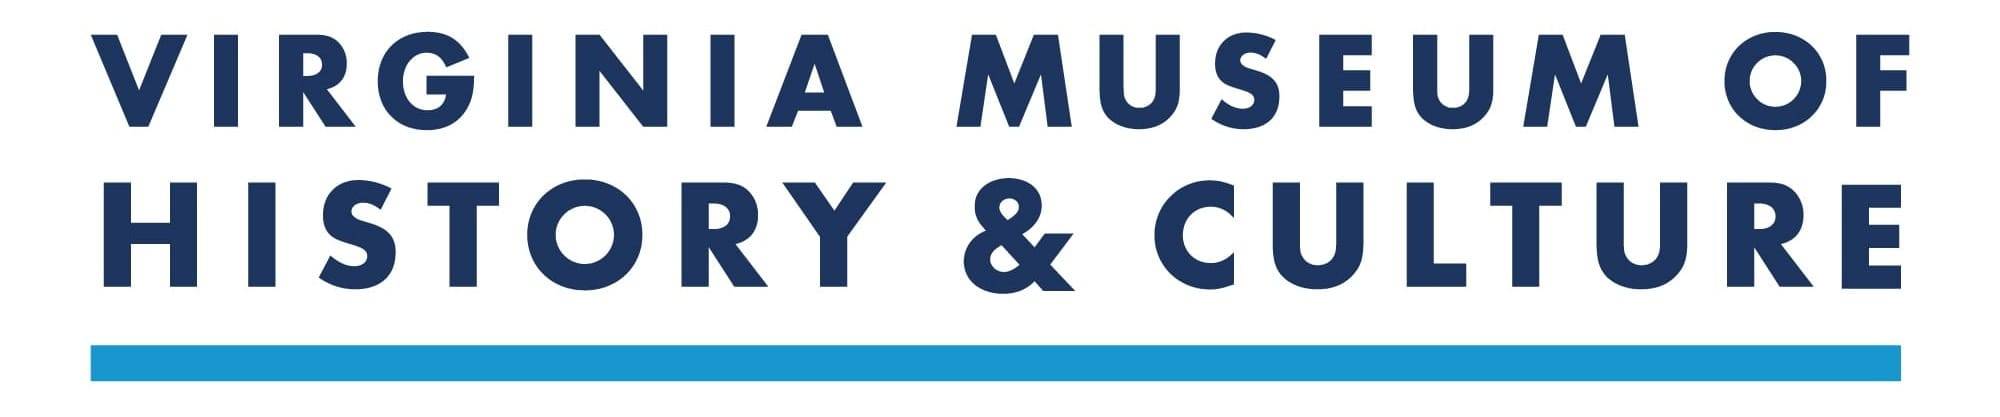 VIRGINIA MUSEUM OF
HISTORY & CULTURE